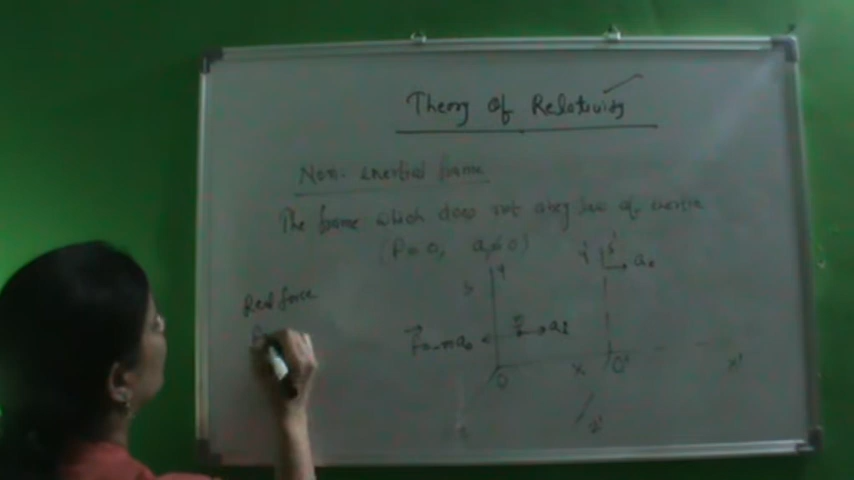 Theory of Relativity
Non-inertial frame
The frame which does not obey law of inertia
(F=0, a≠0)
Y' S' a₀
Real force
S Y
F=-ma₀ m a
O X O' X'
Z Z'